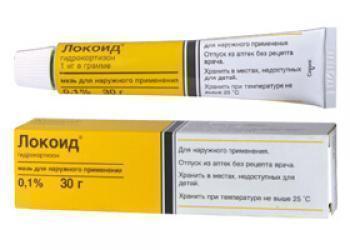 Локоид®
гидрокортизон
1 мг в грамме
мазь для наружного применения
0,1% 30 г
Для наружного применения
Отпуск из аптек без рецепта
врача.
Хранить в местах, недоступных
для детей.
Хранить при температуре не
выше 25 °C
Локоид®
гидрокортизон
мазь для наружного применения
0,1% 30 г
Для наружного применения.
Отпуск из аптек без рецепта врача.
Хранить в местах, недоступных для
детей.
Хранить при температуре не выше 25 °C